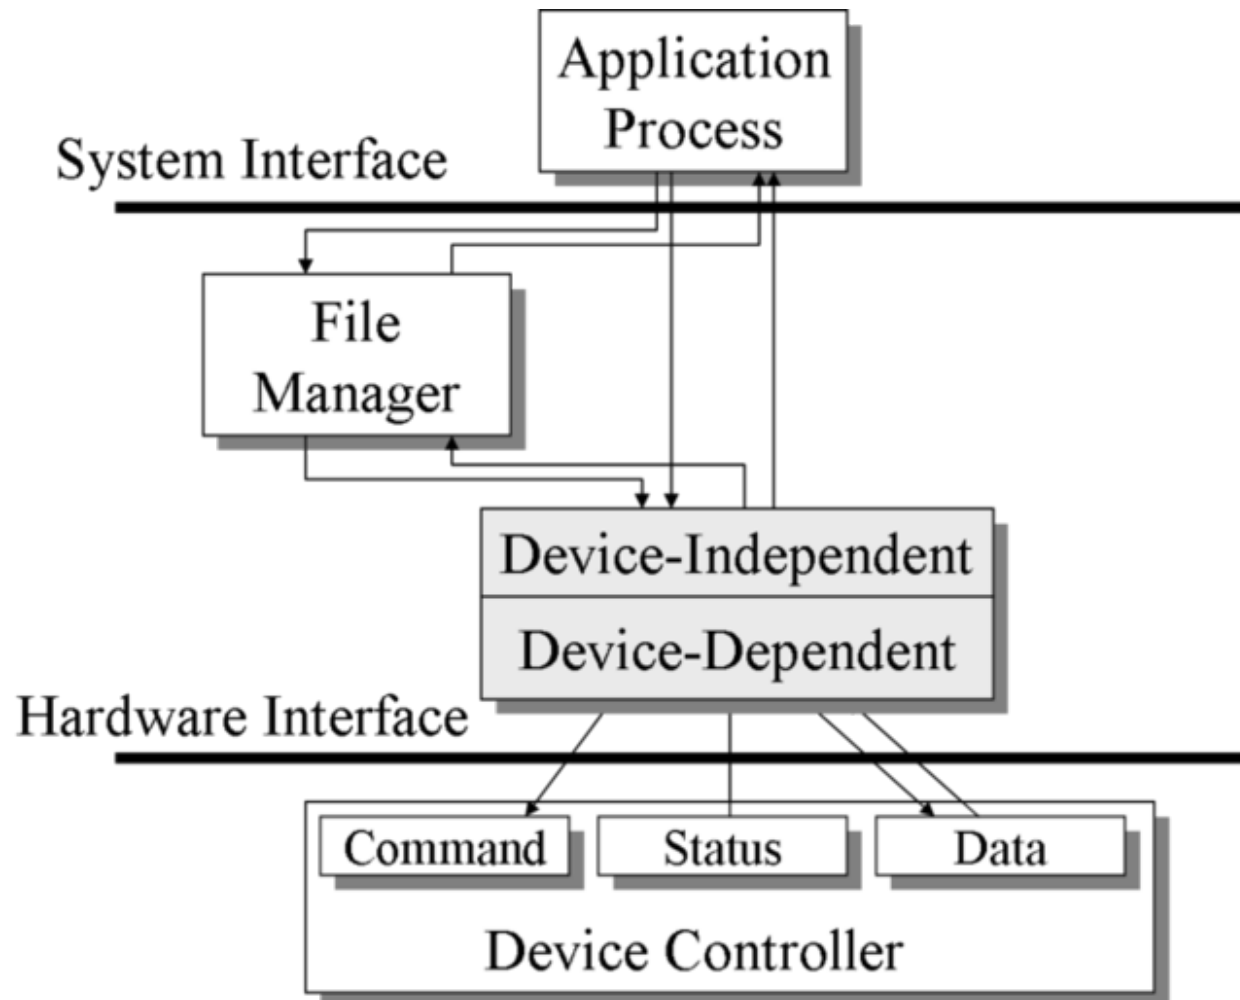 Application
Process
System Interface
File
Manager
Device-Independent
Device-Dependent
Hardware Interface
Command
Status
Data
Device Controller